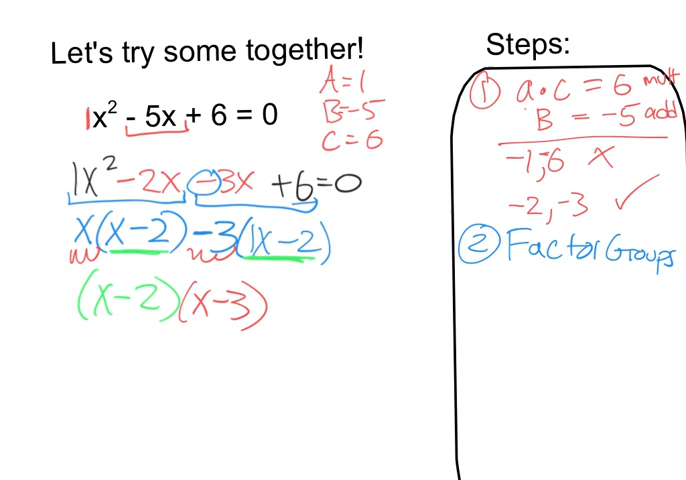 Let's try some together!
1x² - 5x + 6 = 0
A=1
B=-5
C=6
1x² -2x -3x +6=0
x(x-2) -3(1x-2)
(x-2)(x-3)
Steps:
① a·c = 6 mult
B = -5 add
-1,-6 ×
-2,-3 ✓
② Factor Groups